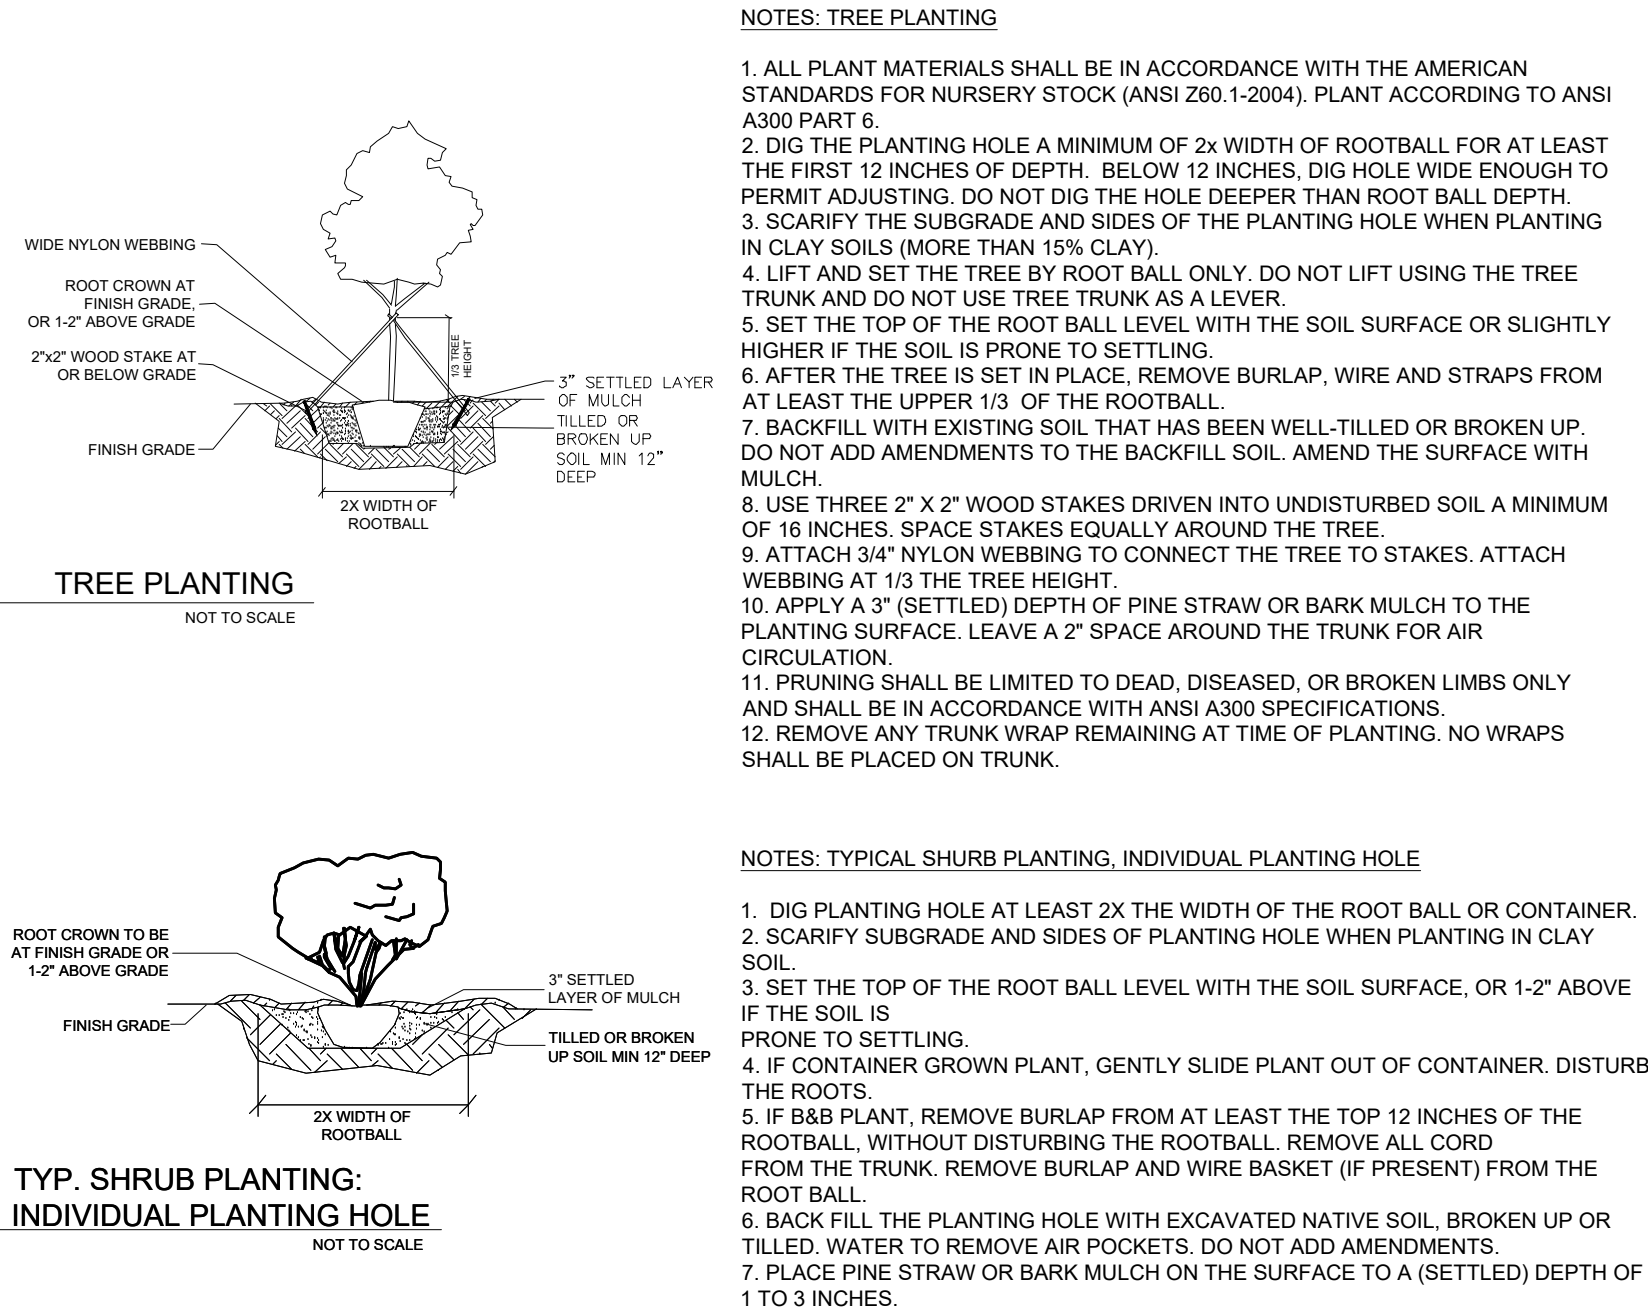 WIDE NYLON WEBBING
ROOT CROWN AT
FINISH GRADE,
OR 1-2" ABOVE GRADE
2"x2" WOOD STAKE AT
OR BELOW GRADE
FINISH GRADE
1/3 TREE
HEIGHT
3” SETTLED LAYER
OF MULCH
TILLED OR
BROKEN UP
SOIL MIN 12”
DEEP
2X WIDTH OF
ROOTBALL
TREE PLANTING
NOT TO SCALE
NOTES: TREE PLANTING
1. ALL PLANT MATERIALS SHALL BE IN ACCORDANCE WITH THE AMERICAN
STANDARDS FOR NURSERY STOCK (ANSI Z60.1-2004). PLANT ACCORDING TO ANSI
A300 PART 6.
2. DIG THE PLANTING HOLE A MINIMUM OF 2x WIDTH OF ROOTBALL FOR AT LEAST
THE FIRST 12 INCHES OF DEPTH. BELOW 12 INCHES, DIG HOLE WIDE ENOUGH TO
PERMIT ADJUSTING. DO NOT DIG THE HOLE DEEPER THAN ROOT BALL DEPTH.
3. SCARIFY THE SUBGRADE AND SIDES OF THE PLANTING HOLE WHEN PLANTING
IN CLAY SOILS (MORE THAN 15% CLAY).
4. LIFT AND SET THE TREE BY ROOT BALL ONLY. DO NOT LIFT USING THE TREE
TRUNK AND DO NOT USE TREE TRUNK AS A LEVER.
5. SET THE TOP OF THE ROOT BALL LEVEL WITH THE SOIL SURFACE OR SLIGHTLY
HIGHER IF THE SOIL IS PRONE TO SETTLING.
6. AFTER THE TREE IS SET IN PLACE, REMOVE BURLAP, WIRE AND STRAPS FROM
AT LEAST THE UPPER 1/3 OF THE ROOTBALL.
7. BACKFILL WITH EXISTING SOIL THAT HAS BEEN WELL-TILLED OR BROKEN UP.
DO NOT ADD AMENDMENTS TO THE BACKFILL SOIL. AMEND THE SURFACE WITH
MULCH.
8. USE THREE 2" X 2" WOOD STAKES DRIVEN INTO UNDISTURBED SOIL A MINIMUM
OF 16 INCHES. SPACE STAKES EQUALLY AROUND THE TREE.
9. ATTACH 3/4" NYLON WEBBING TO CONNECT THE TREE TO STAKES. ATTACH
WEBBING AT 1/3 THE TREE HEIGHT.
10. APPLY A 3" (SETTLED) DEPTH OF PINE STRAW OR BARK MULCH TO THE
PLANTING SURFACE. LEAVE A 2" SPACE AROUND THE TRUNK FOR AIR
CIRCULATION.
11. PRUNING SHALL BE LIMITED TO DEAD, DISEASED, OR BROKEN LIMBS ONLY
AND SHALL BE IN ACCORDANCE WITH ANSI A300 SPECIFICATIONS.
12. REMOVE ANY TRUNK WRAP REMAINING AT TIME OF PLANTING. NO WRAPS
SHALL BE PLACED ON TRUNK.
ROOT CROWN TO BE
AT FINISH GRADE OR
1-2" ABOVE GRADE
FINISH GRADE
3" SETTLED
LAYER OF MULCH
TILLED OR BROKEN
UP SOIL MIN 12" DEEP
2X WIDTH OF
ROOTBALL
TYP. SHRUB PLANTING:
INDIVIDUAL PLANTING HOLE
NOT TO SCALE
NOTES: TYPICAL SHURB PLANTING, INDIVIDUAL PLANTING HOLE
1. DIG PLANTING HOLE AT LEAST 2X THE WIDTH OF THE ROOT BALL OR CONTAINER.
2. SCARIFY SUBGRADE AND SIDES OF PLANTING HOLE WHEN PLANTING IN CLAY
SOIL.
3. SET THE TOP OF THE ROOT BALL LEVEL WITH THE SOIL SURFACE, OR 1-2" ABOVE
IF THE SOIL IS
PRONE TO SETTLING.
4. IF CONTAINER GROWN PLANT, GENTLY SLIDE PLANT OUT OF CONTAINER. DISTURB
THE ROOTS.
5. IF B&B PLANT, REMOVE BURLAP FROM AT LEAST THE TOP 12 INCHES OF THE
ROOTBALL, WITHOUT DISTURBING THE ROOTBALL. REMOVE ALL CORD
FROM THE TRUNK. REMOVE BURLAP AND WIRE BASKET (IF PRESENT) FROM THE
ROOT BALL.
6. BACK FILL THE PLANTING HOLE WITH EXCAVATED NATIVE SOIL, BROKEN UP OR
TILLED. WATER TO REMOVE AIR POCKETS. DO NOT ADD AMENDMENTS.
7. PLACE PINE STRAW OR BARK MULCH ON THE SURFACE TO A (SETTLED) DEPTH OF
1 TO 3 INCHES.